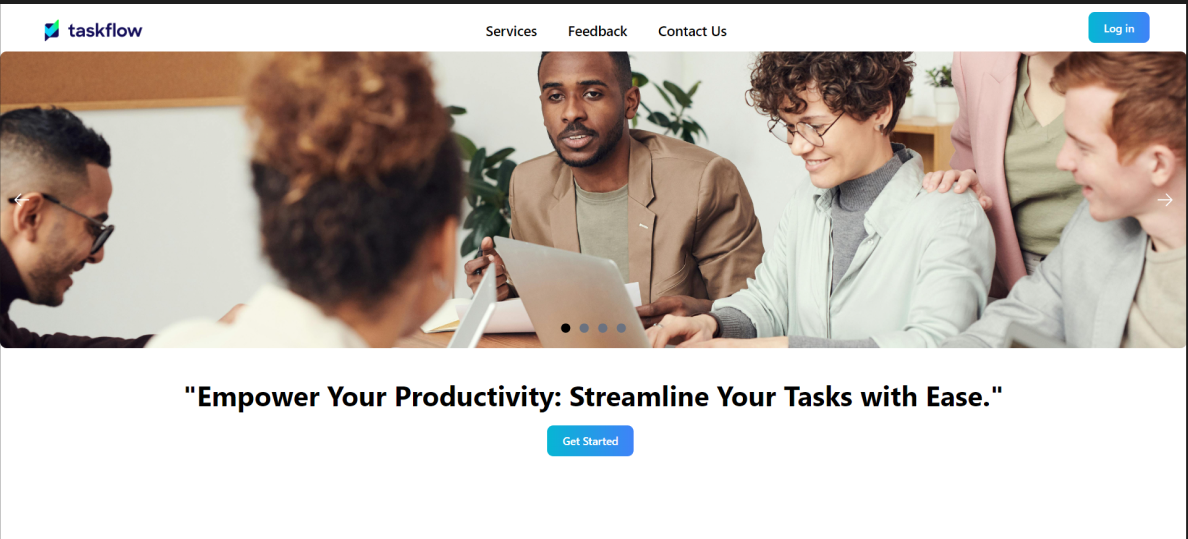 taskflow
Services
Feedback
Contact Us
Log in
"Empower Your Productivity: Streamline Your Tasks with Ease."
Get Started